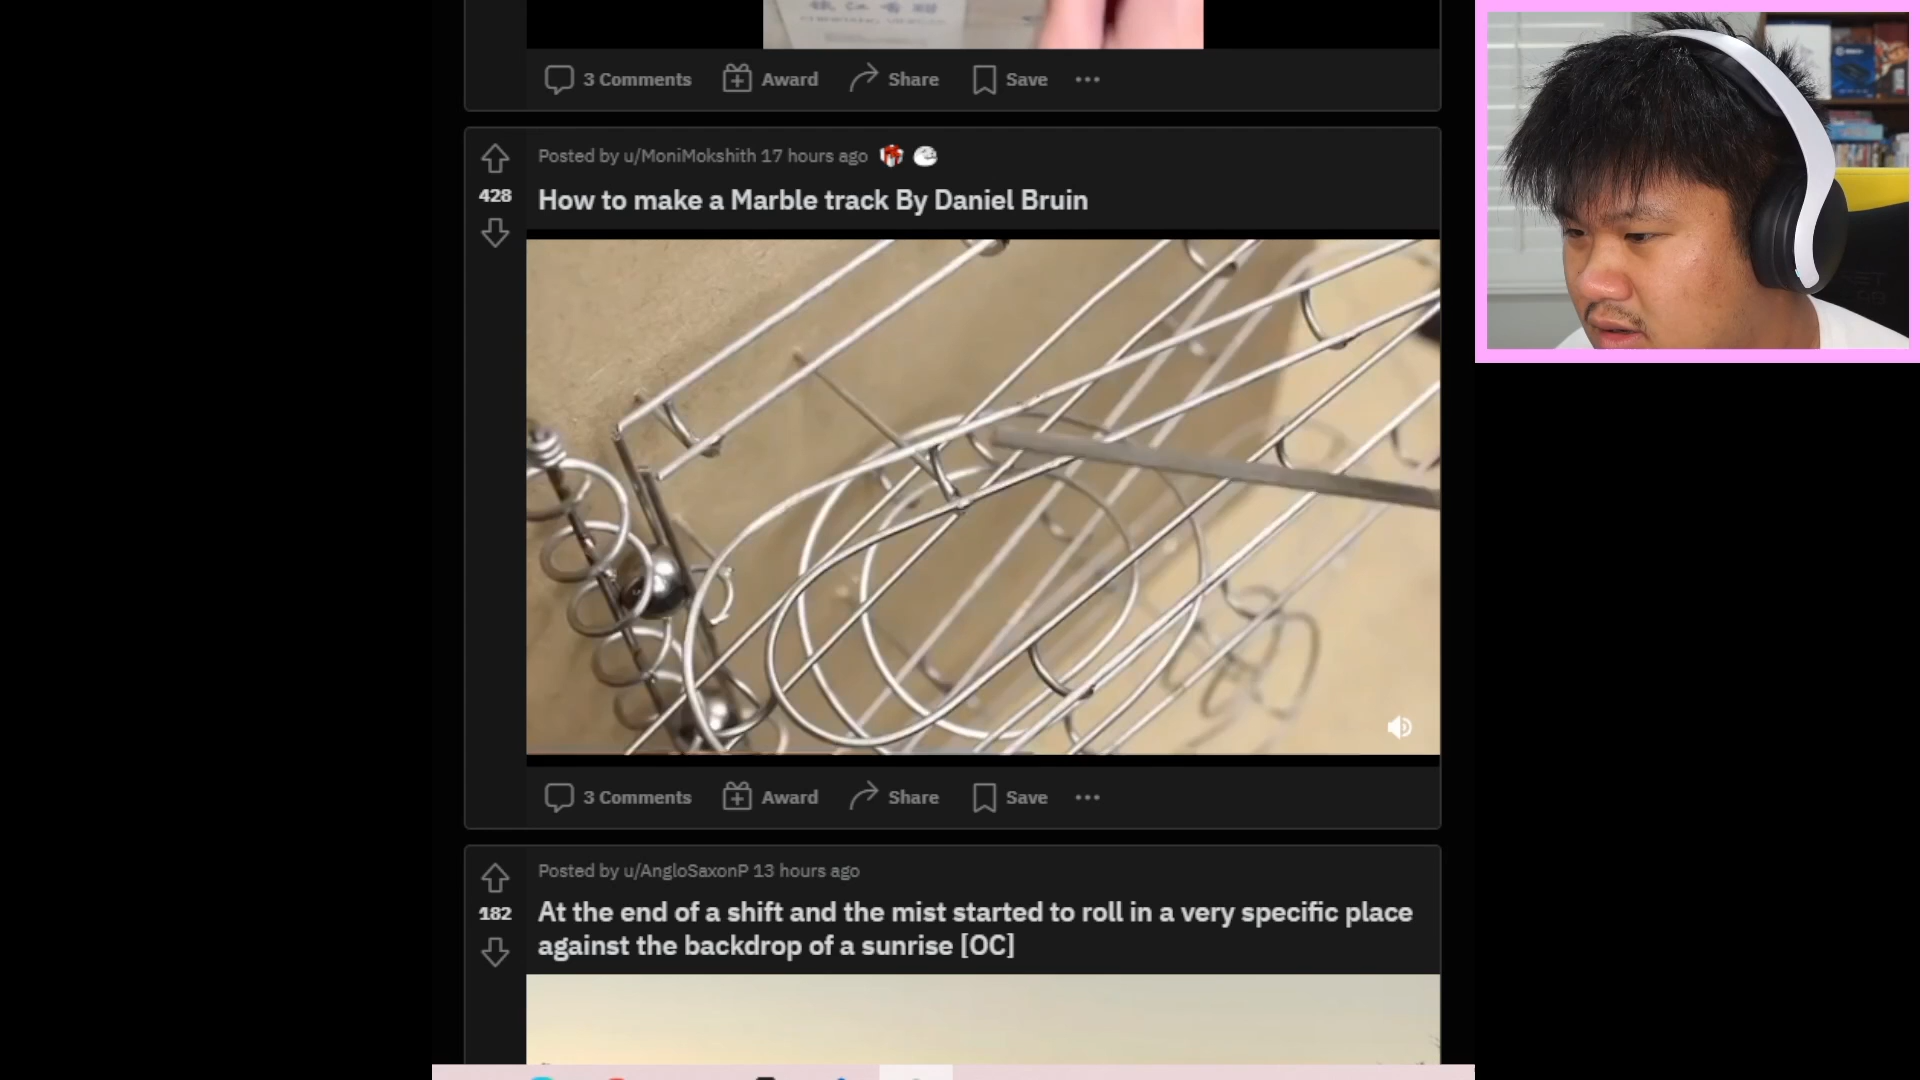 3 Comments Award Share Save
Posted by u/MoniMokshith 17 hours ago
428
How to make a Marble track By Daniel Bruin
3 Comments Award Share Save
Posted by u/AngloSaxonP 13 hours ago
182
At the end of a shift and the mist started to roll in a very specific place
against the backdrop of a sunrise [OC]